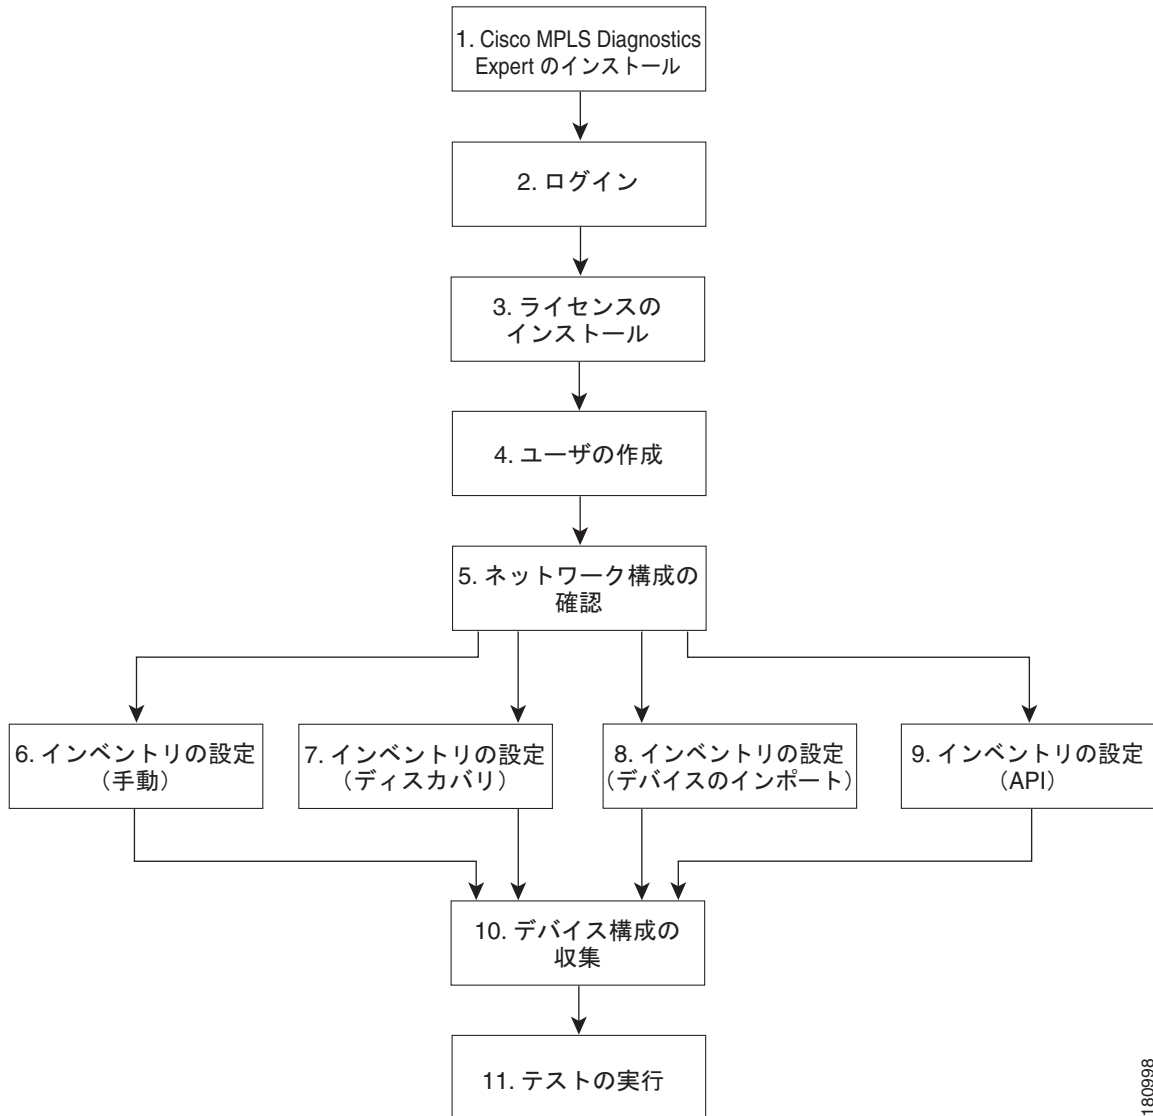 1. Cisco MPLS Diagnostics
Expert のインストール
2. ログイン
3. ライセンスの
インストール
4. ユーザの作成
5. ネットワーク構成の
確認
6. インベントリの設定
（手動）
7. インベントリの設定
（ディスカバリ）
8. インベントリの設定
（デバイスのインポート）
9. インベントリの設定
（API）
10. デバイス構成の
収集
11. テストの実行
180998